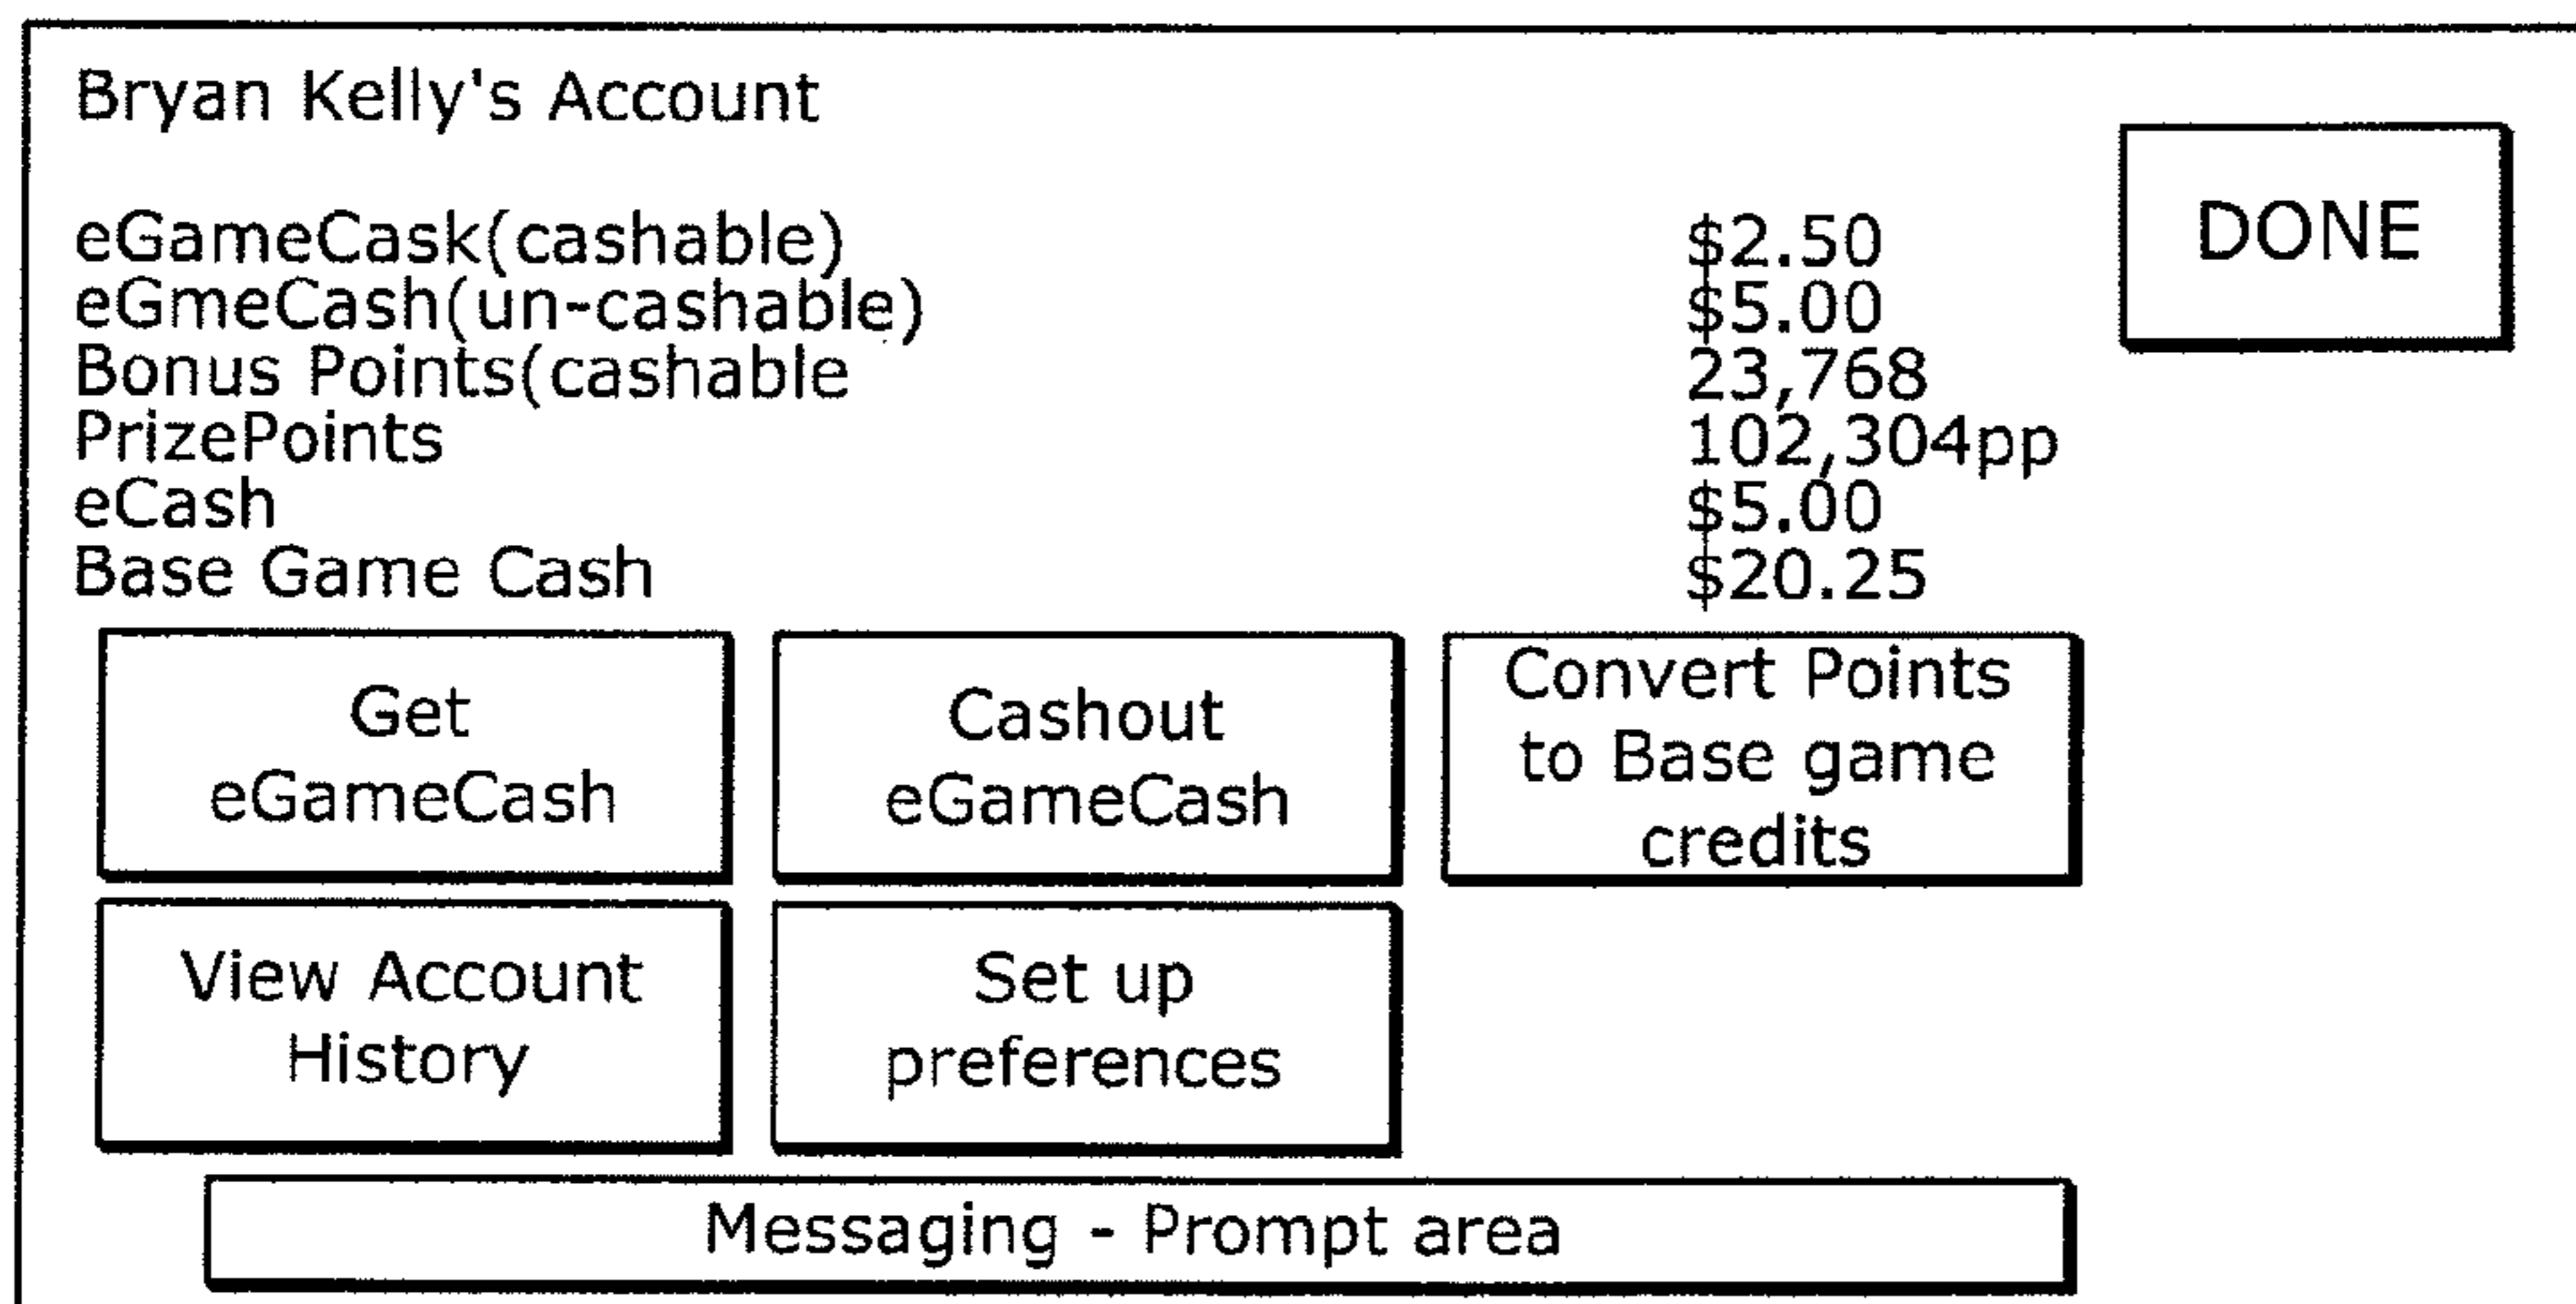 Bryan Kelly's Account
DONE
eGameCask(cashable) $2.50
eGmeCash(un-cashable) $5.00
Bonus Points(cashable 23,768
PrizePoints 102,304pp
eCash $5.00
Base Game Cash $20.25
Get
eGameCash
Cashout
eGameCash
Convert Points
to Base game
credits
View Account
History
Set up
preferences
Messaging - Prompt area